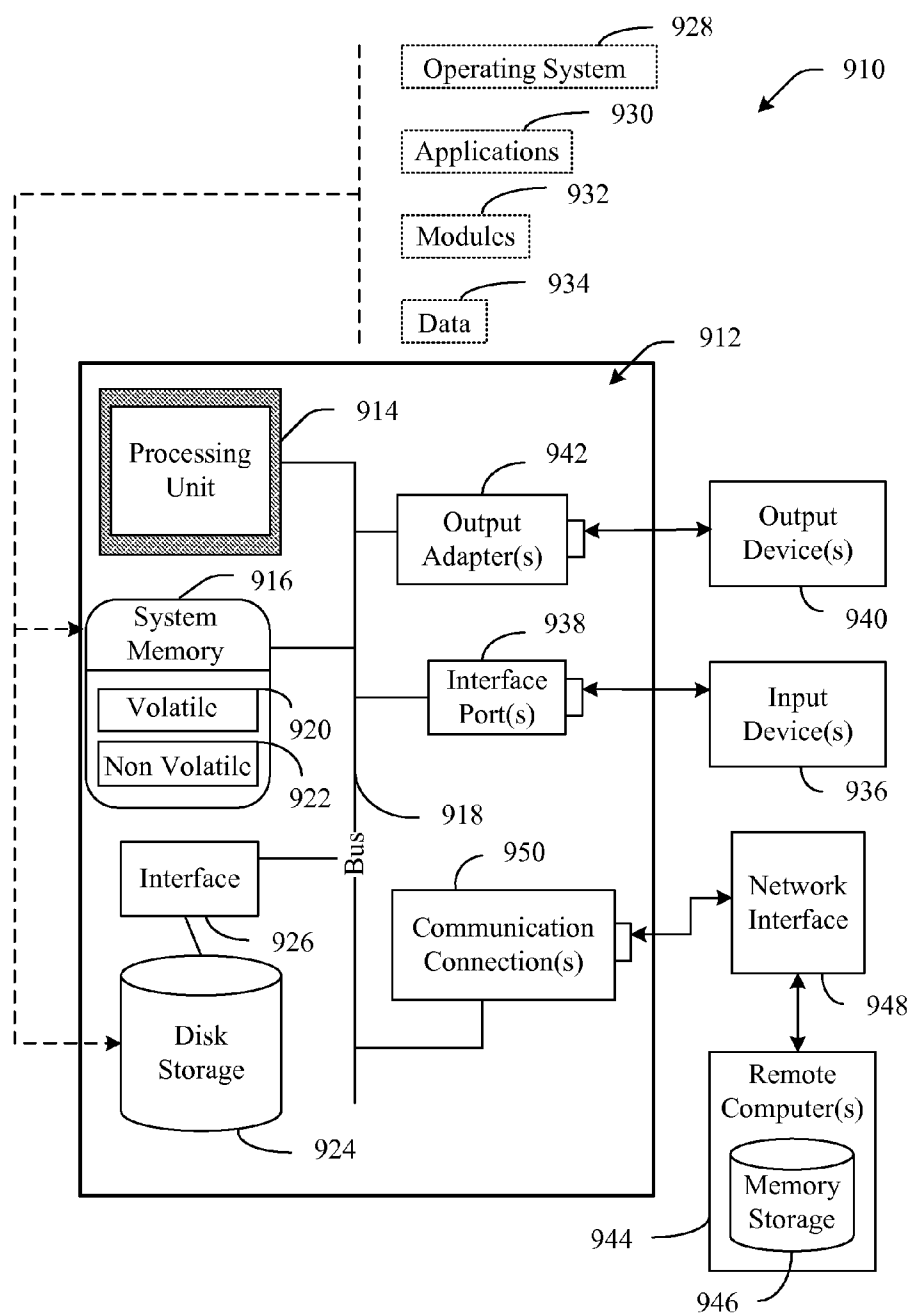 928
Operating System
910
930
Applications
932
Modules
934
Data
912
914
Processing
Unit
942
Output
Adapter(s)
Output
Device(s)
940
916
System
Memory
938
Interface
Port(s)
Input
Device(s)
936
Volatile
920
Non Volatile
922
918
Bus
Interface
926
950
Communication
Connection(s)
Network
Interface
948
Disk
Storage
924
Remote
Computer(s)
Memory
Storage
944
946